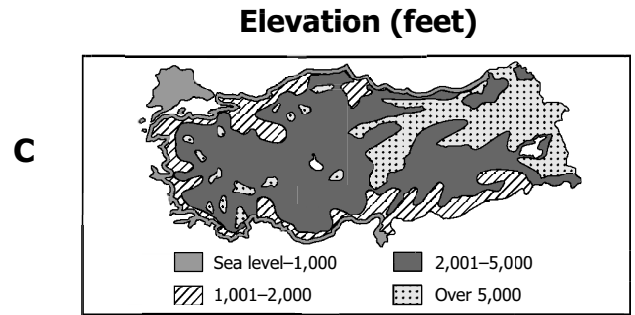 Elevation (feet)
C
Sea level–1,000
2,001–5,000
1,001–2,000
Over 5,000